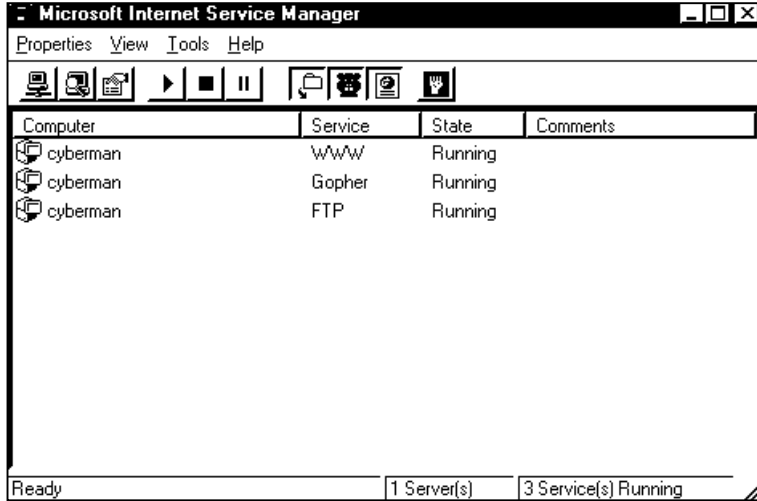 Microsoft Internet Service Manager
Properties View Tools Help
Computer Service State Comments
cyberman WWW Running
cyberman Gopher Running
cyberman FTP Running
Ready 1 Server(s) 3 Service(s) Running